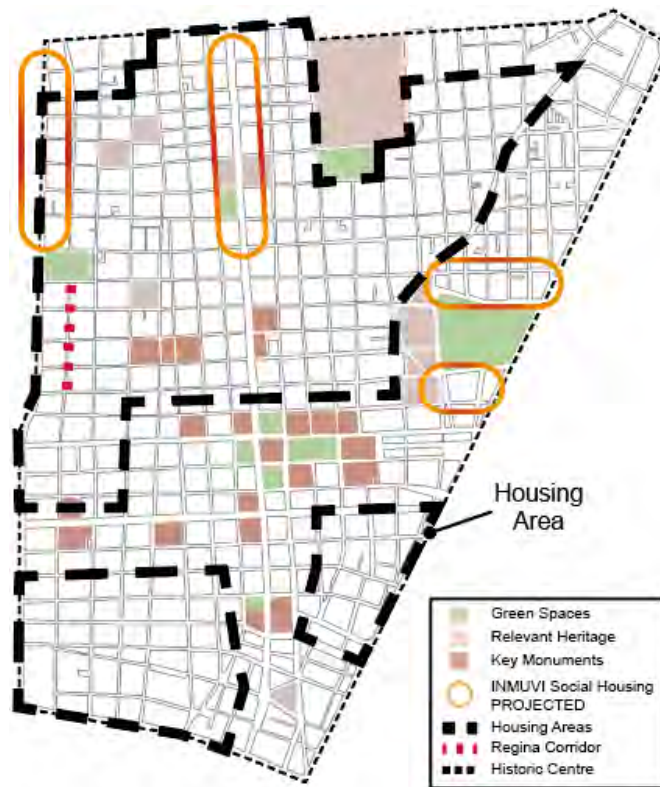 Housing
Area
Green Spaces
Relevant Heritage
Key Monuments
INMUVI Social Housing
PROJECTED
Housing Areas
Regina Corridor
Historic Centre